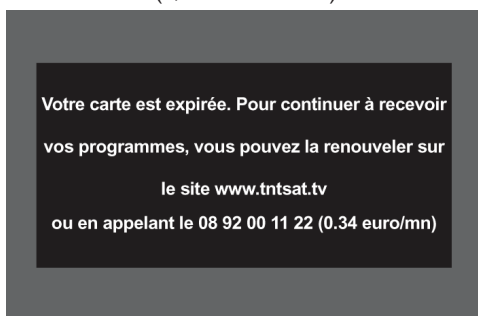 Votre carte est expirée. Pour continuer à recevoir
vos programmes, vous pouvez la renouveler sur
le site www.tntsat.tv
ou en appelant le 08 92 00 11 22 (0.34 euro/mn)